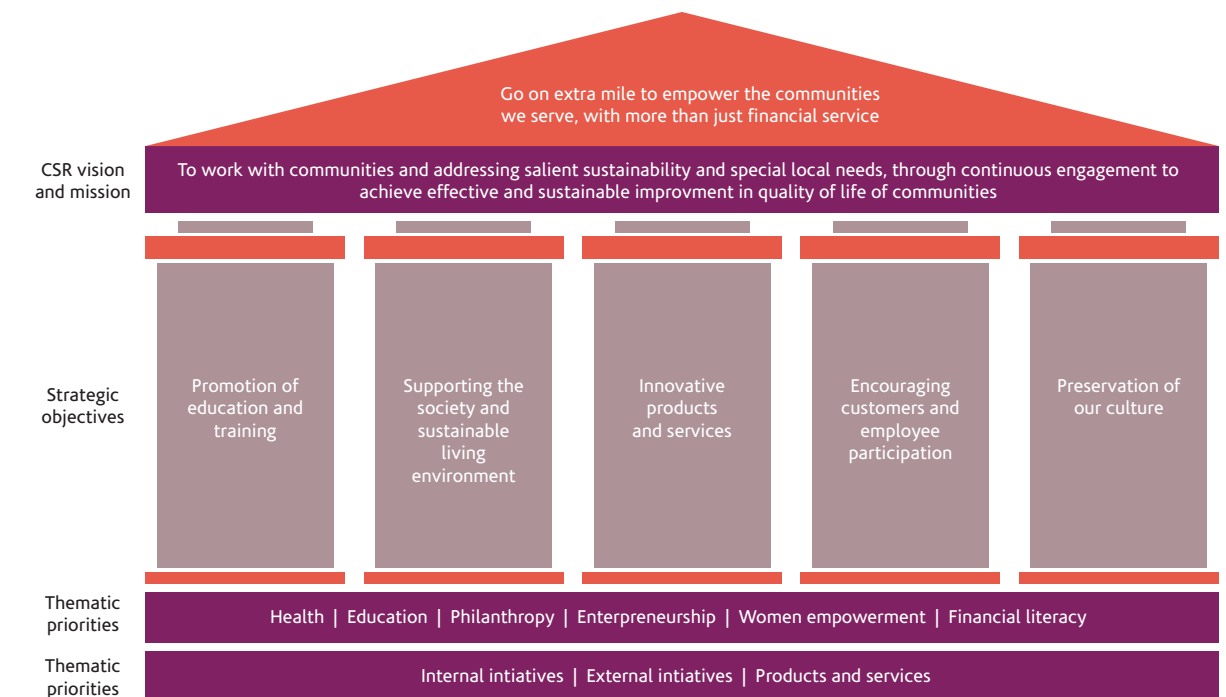 Go on extra mile to empower the communities
we serve, with more than just financial service
CSR vision
and mission
To work with communities and addressing salient sustainability and special local needs, through continuous engagement to
achieve effective and sustainable improvment in quality of life of communities
Strategic
objectives
Promotion of
education and
training
Supporting the
society and
sustainable
living
environment
Innovative
products
and services
Encouraging
customers and
employee
participation
Preservation of
our culture
Thematic
priorities
Health | Education | Philanthropy | Enterpreneurship | Women empowerment | Financial literacy
Thematic
priorities
Internal intiatives | External intiatives | Products and services